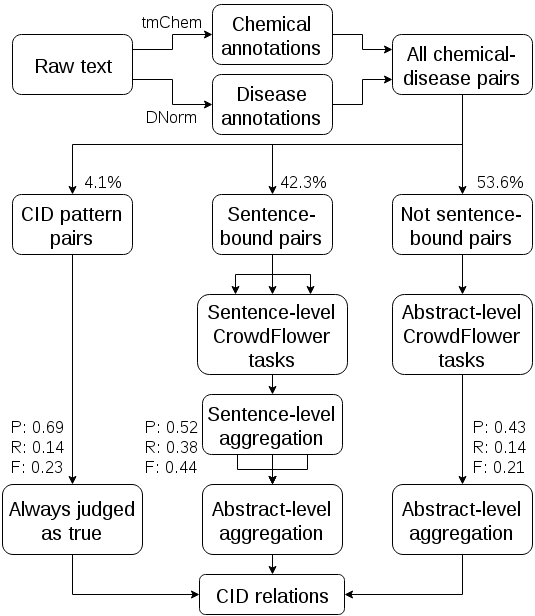 Raw text
tmChem
DNorm
Chemical
annotations
Disease
annotations
All chemical-
disease pairs
4.1%
42.3%
53.6%
CID pattern
pairs
Sentence-
bound pairs
Not sentence-
bound pairs
Sentence-level
CrowdFlower
tasks
Abstract-level
CrowdFlower
tasks
Sentence-level
aggregation
P: 0.69
R: 0.14
F: 0.23
P: 0.52
R: 0.38
F: 0.44
P: 0.43
R: 0.14
F: 0.21
Always judged
as true
Abstract-level
aggregation
Abstract-level
aggregation
CID relations